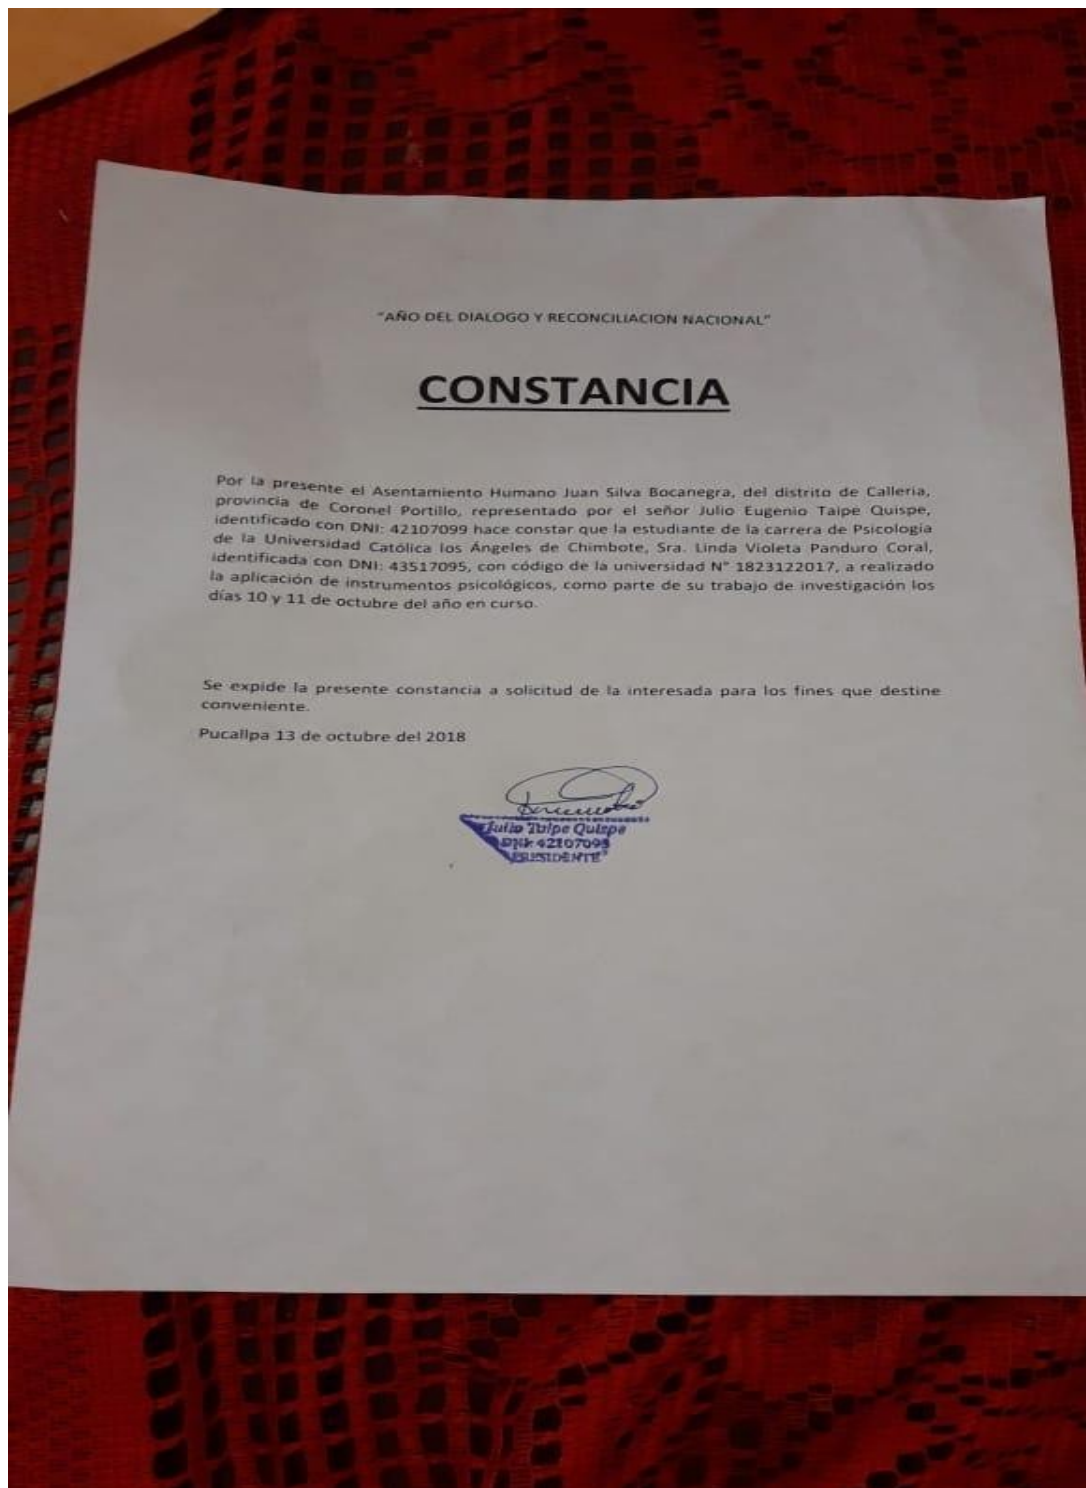 "AÑO DEL DIALOGO Y RECONCILIACION NACIONAL"
CONSTANCIA
Por la presente el Asentamiento Humano Juan Silva Bocanegra, del distrito de Calleria,
provincia de Coronel Portillo, representado por el señor Julio Eugenio Taipe Quispe,
identificado con DNI: 42107099 hace constar que la estudiante de la carrera de Psicología
de la Universidad Católica los Ángeles de Chimbote, Sra. Linda Violeta Panduro Coral,
identificada con DNI: 43517095, con código de la universidad N° 1823122017, a realizado
la aplicación de instrumentos psicológicos, como parte de su trabajo de investigación los
días 10 y 11 de octubre del año en curso.
Se expide la presente constancia a solicitud de la interesada para los fines que destine
conveniente.
Pucallpa 13 de octubre del 2018
Julio Taipe Quispe
DNI: 42107099
PRESIDENTE